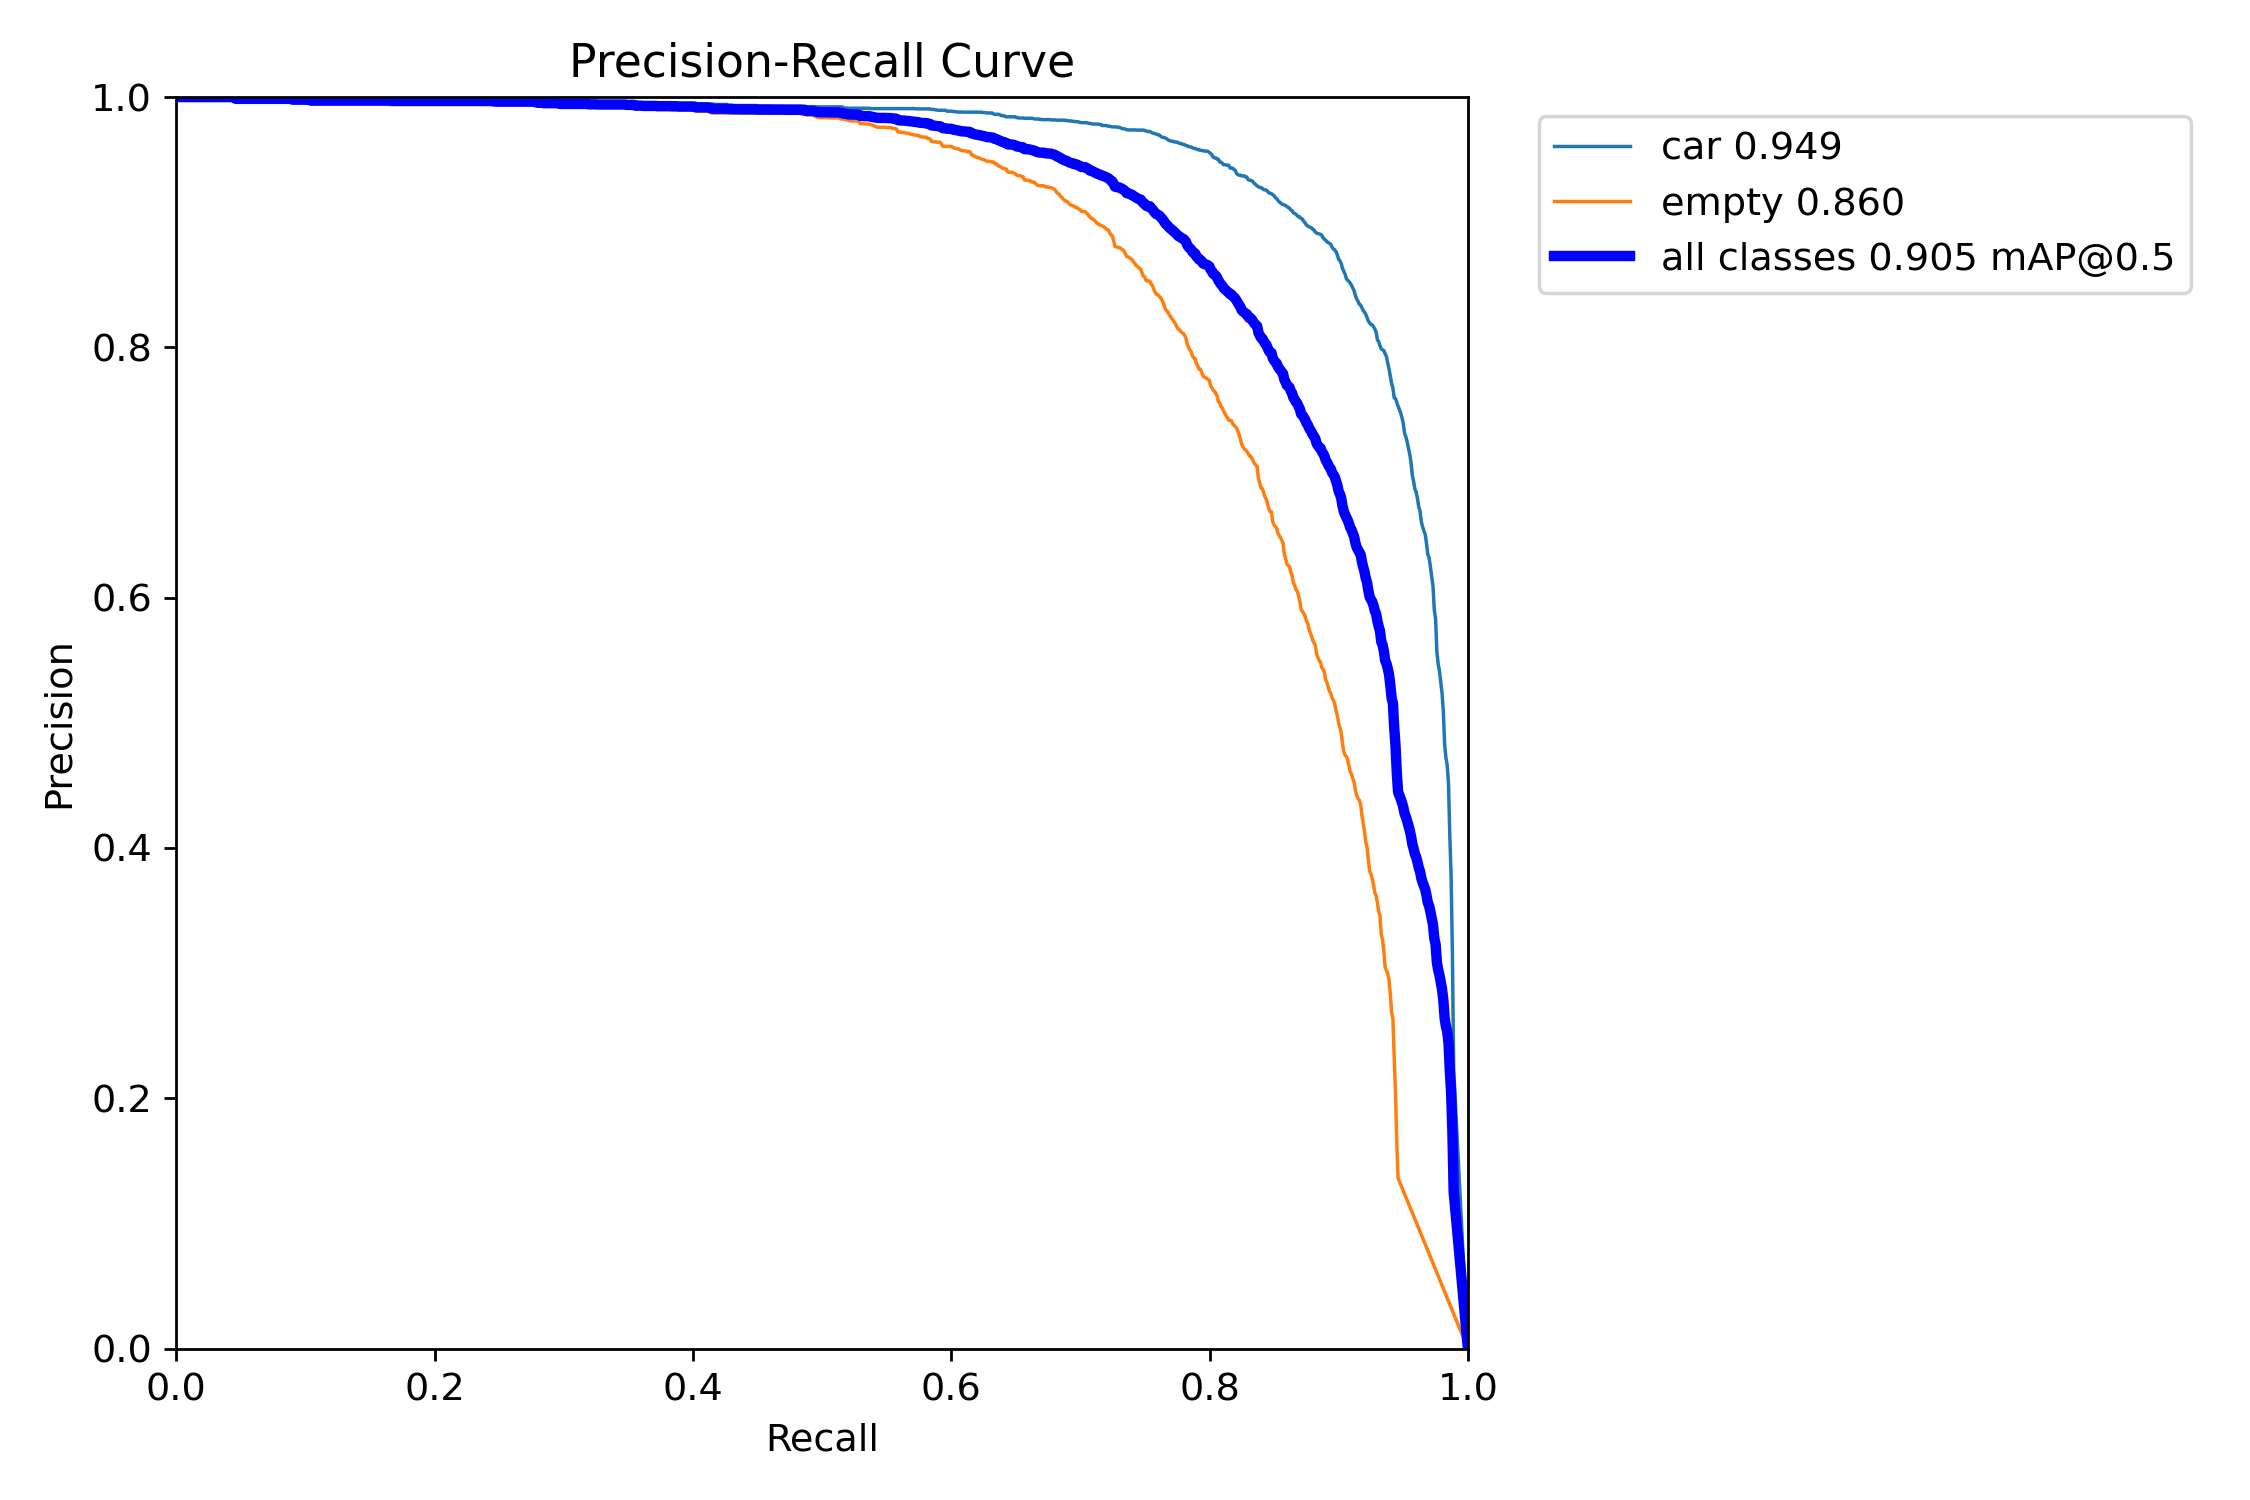 Precision-Recall Curve
1.0
0.8
0.6
0.4
0.2
0.0
Precision
0.0 0.2 0.4 0.6 0.8 1.0
Recall
car 0.949
empty 0.860
all classes 0.905 mAP@0.5